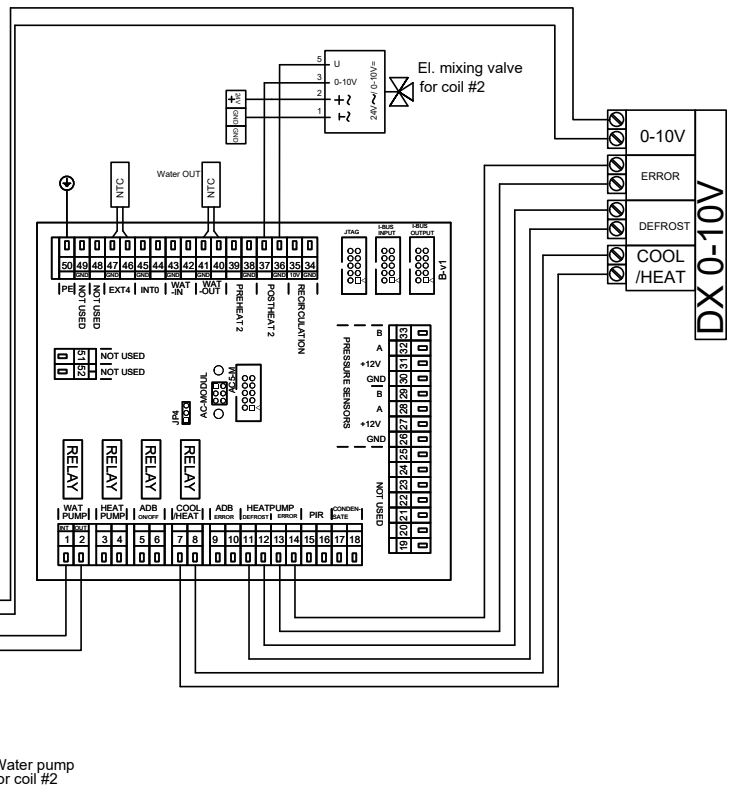 5 U
3 0-10V
2 +~
1 ⊢~
24V~/0-10V=
El. mixing valve
for coil #2
+ 24V
GND
GND
0-10V
ERROR
DEFROST
COOL
/HEAT
DX 0-10V
NTC
Water OUT
NTC
JTAG
I-BUS
INPUT
I-BUS
OUTPUT
B-v1
50 49 48 47 46 45 44 43 42 41 40 39 38 37 36 35 34
GND GND GND GND GND GND GND 10V GND
PE
NOT USED
NOT USED
EXT4
INT0
WAT
-IN
WAT
-OUT
PREHEAT 2
POSTHEAT 2
RECIRCULATION
51 NOT USED
52 NOT USED
JP4
AC-MODUL
AC5-M
PRESSURE SENSORS
B 33
A 32
+12V 31
GND 30
B 29
A 28
+12V 27
GND 26
25
24
23
22
21
20
19
NOT USED
RELAY
RELAY
RELAY
RELAY
WAT
PUMP
HEAT
PUMP
ADB
ON/OFF
COOL
/HEAT
ADB
ERROR
HEATPUMP
DEFROST ERROR
PIR
CONDEN-
SATE
INT OUT
1 2 3 4 5 6 7 8 9 10 11 12 13 14 15 16 17 18
Water pump
or coil #2